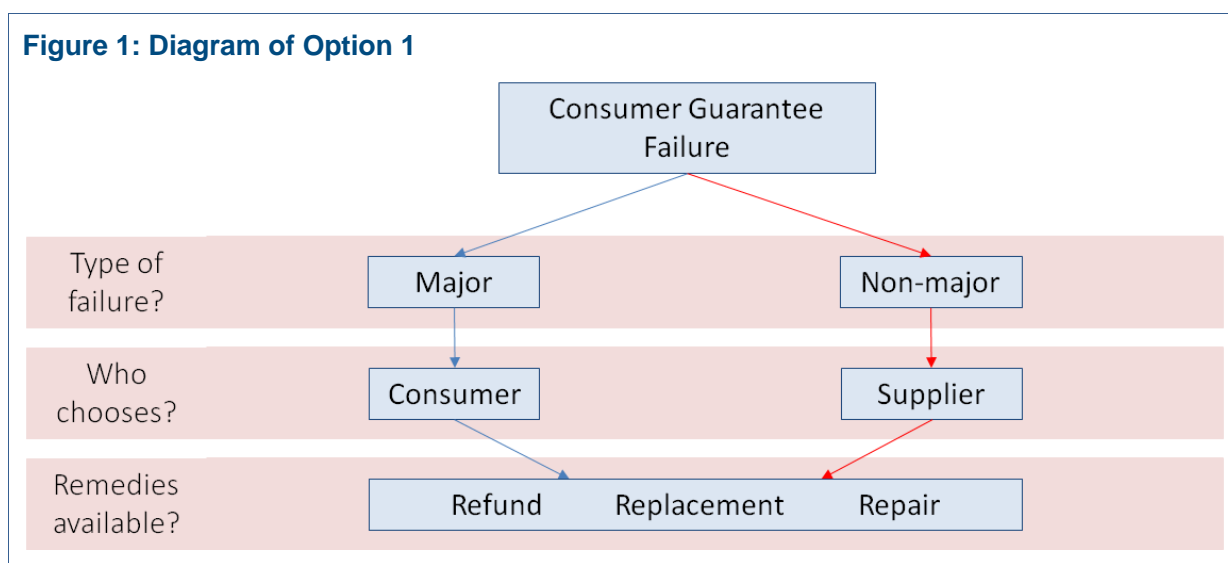 Figure 1: Diagram of Option 1
Consumer Guarantee
Failure
Type of
failure?
Major
Non-major
Who
chooses?
Consumer
Supplier
Remedies
available?
Refund Replacement Repair